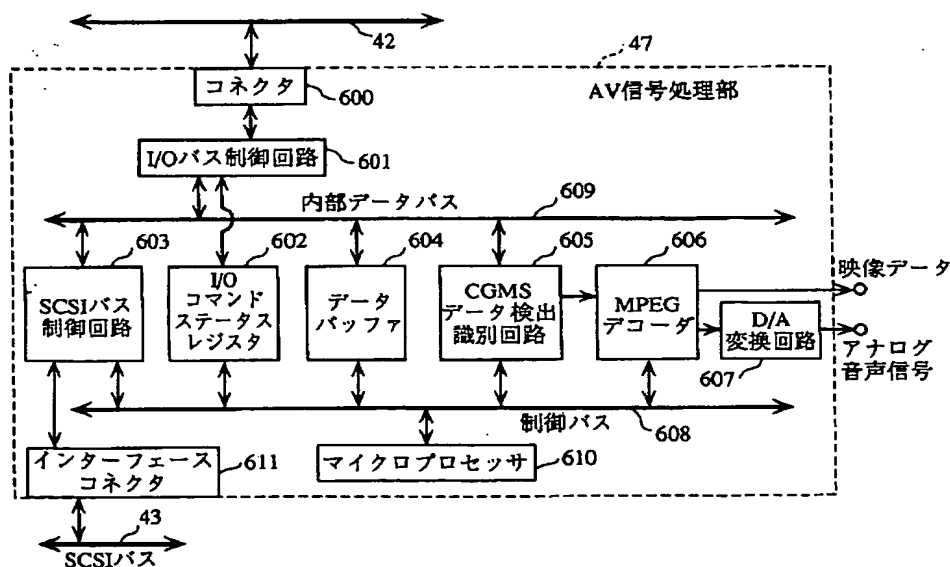 42
47
コネクタ
600
AV信号処理部
I/Oバス制御回路
601
内部データバス
609
603
602
604
605
606
SCSIバス
制御回路
I/O
コマンド
ステータス
レジスタ
データ
バッファ
CGMS
データ検出
識別回路
MPEG
デコーダ
D/A
変換回路
607
映像データ
アナログ
音声信号
制御バス
608
インターフェース
コネクタ
611
マイクロプロセッサ
610
43
SCSIバス